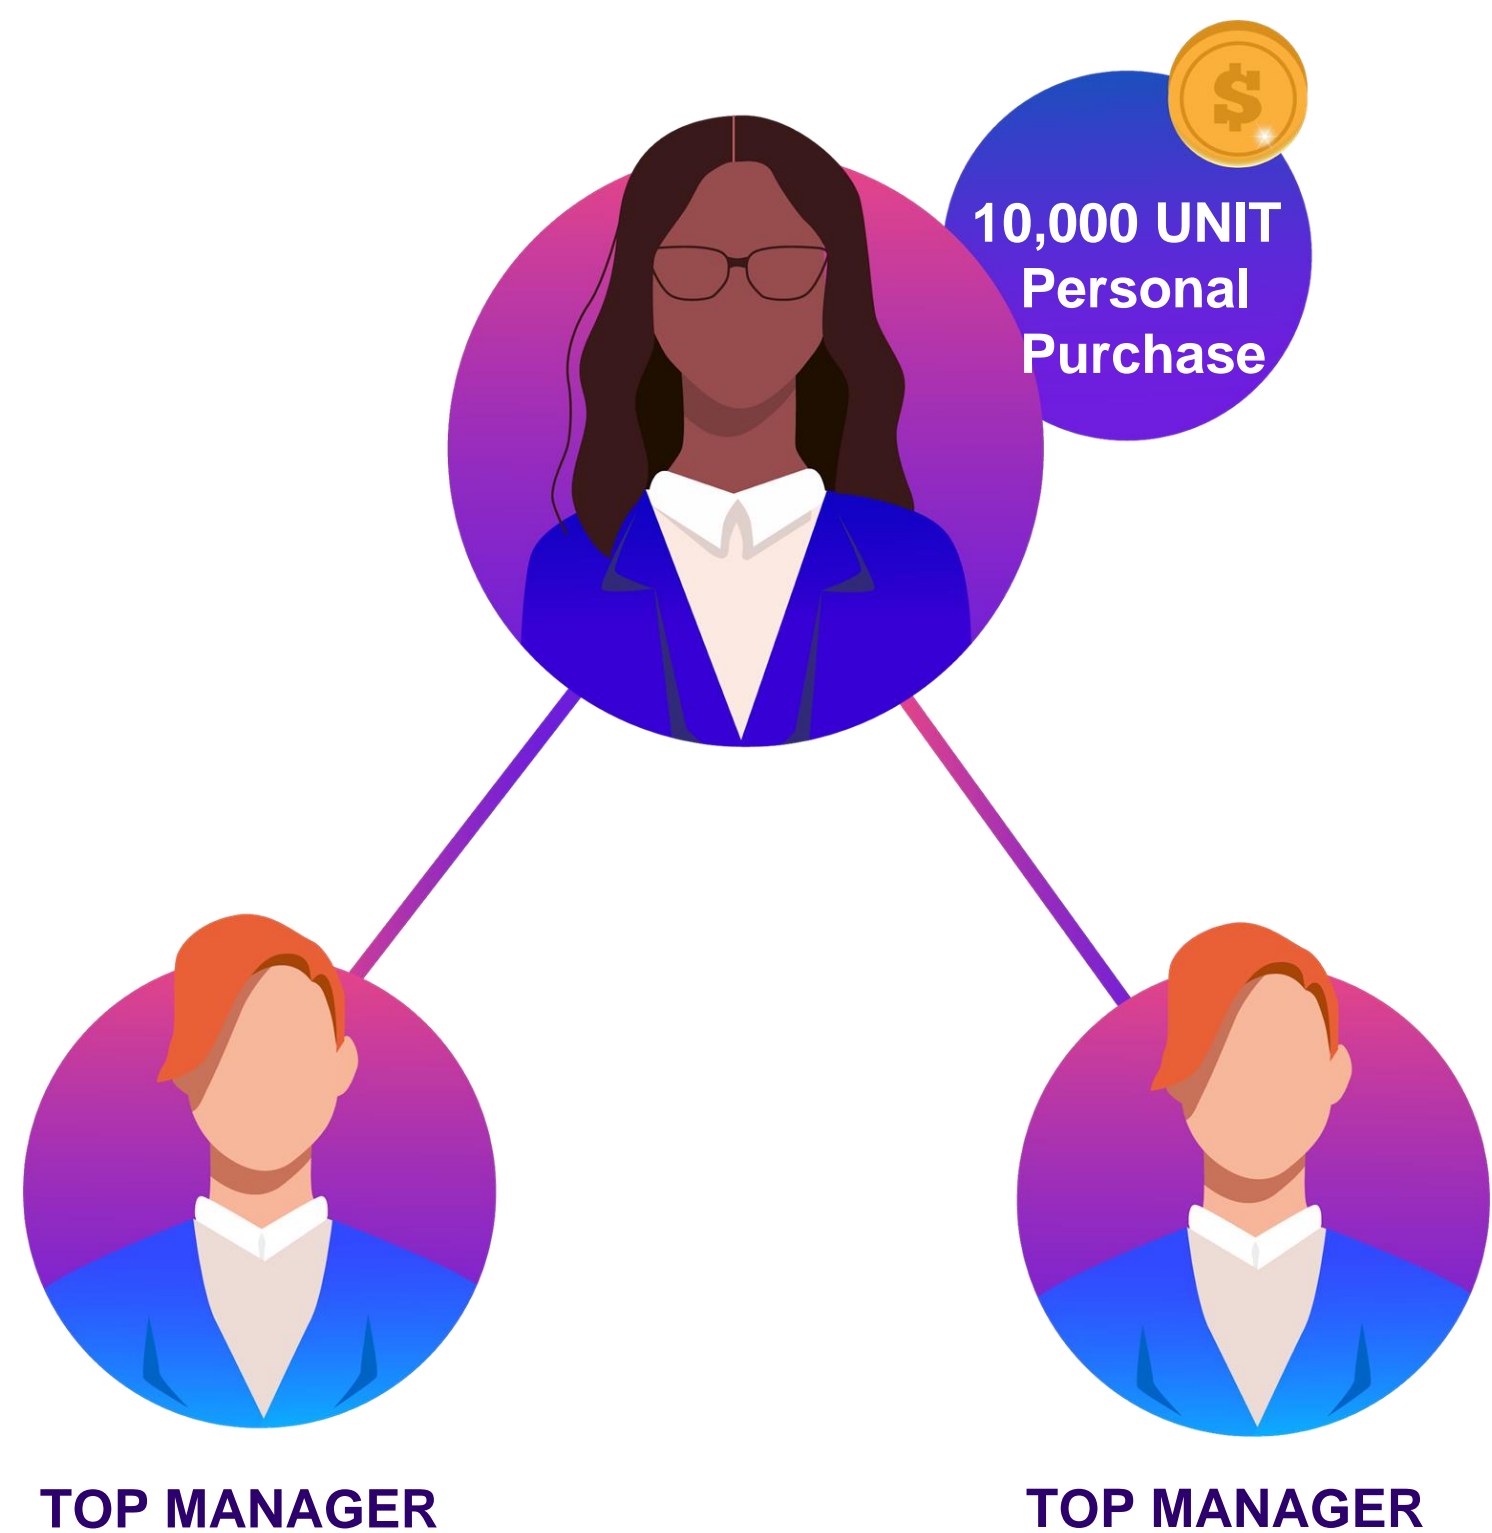 $
10,000 UNIT
Personal
Purchase
TOP MANAGER
TOP MANAGER